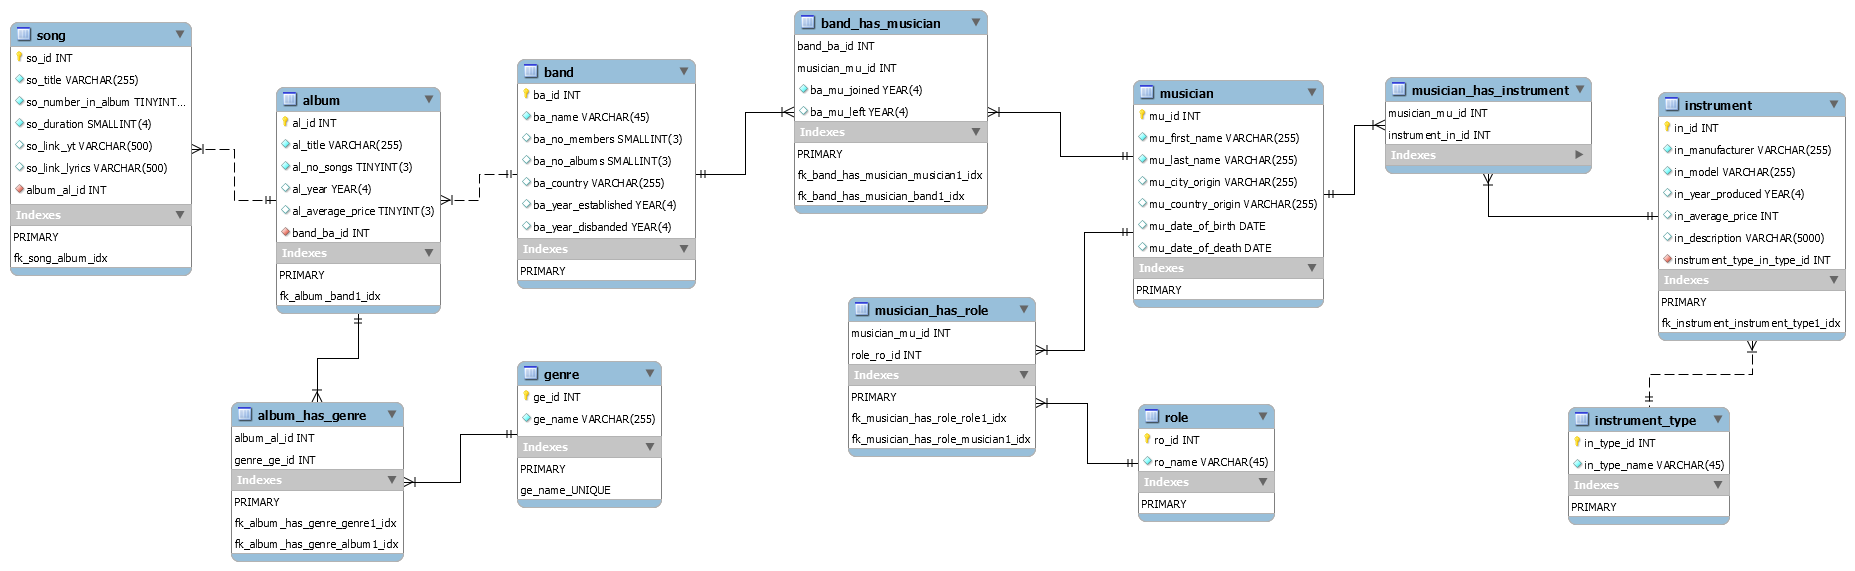 song
so_id INT
so_title VARCHAR(255)
so_number_in_album TINYINT...
so_duration SMALLINT(4)
so_link_yt VARCHAR(500)
so_link_lyrics VARCHAR(500)
album_al_id INT
Indexes
PRIMARY
fk_song_album_idx
album
al_id INT
al_title VARCHAR(255)
al_no_songs TINYINT(3)
al_year YEAR(4)
al_average_price TINYINT(3)
band_ba_id INT
Indexes
PRIMARY
fk_album_band1_idx
album_has_genre
album_al_id INT
genre_ge_id INT
Indexes
PRIMARY
fk_album_has_genre_genre1_idx
fk_album_has_genre_album1_idx
band
ba_id INT
ba_name VARCHAR(45)
ba_no_members SMALLINT(3)
ba_no_albums SMALLINT(3)
ba_country VARCHAR(255)
ba_year_established YEAR(4)
ba_year_disbanded YEAR(4)
Indexes
PRIMARY
genre
ge_id INT
ge_name VARCHAR(255)
Indexes
PRIMARY
ge_name_UNIQUE
band_has_musician
band_ba_id INT
musician_mu_id INT
ba_mu_joined YEAR(4)
ba_mu_left YEAR(4)
Indexes
PRIMARY
fk_band_has_musician_musician1_idx
fk_band_has_musician_band1_idx
musician_has_role
musician_mu_id INT
role_ro_id INT
Indexes
PRIMARY
fk_musician_has_role_role1_idx
fk_musician_has_role_musician1_idx
musician
mu_id INT
mu_first_name VARCHAR(255)
mu_last_name VARCHAR(255)
mu_city_origin VARCHAR(255)
mu_country_origin VARCHAR(255)
mu_date_of_birth DATE
mu_date_of_death DATE
Indexes
PRIMARY
role
ro_id INT
ro_name VARCHAR(45)
Indexes
PRIMARY
musician_has_instrument
musician_mu_id INT
instrument_in_id INT
Indexes
instrument
in_id INT
in_manufacturer VARCHAR(255)
in_model VARCHAR(255)
in_year_produced YEAR(4)
in_average_price INT
in_description VARCHAR(5000)
instrument_type_in_type_id INT
Indexes
PRIMARY
fk_instrument_instrument_type1_idx
instrument_type
in_type_id INT
in_type_name VARCHAR(45)
Indexes
PRIMARY